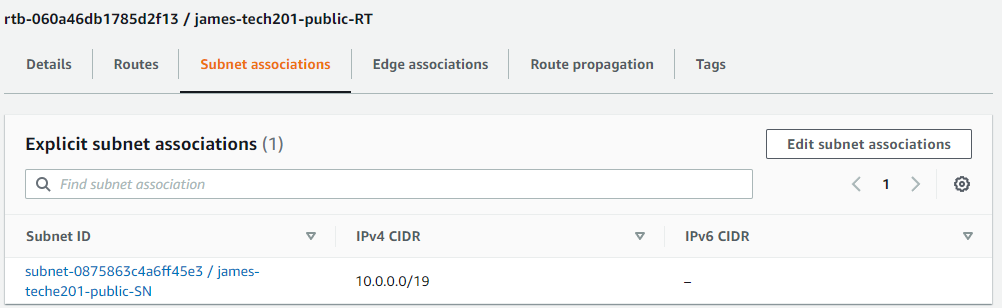 rtb-060a46db1785d2f13 / james-tech201-public-RT
Details Routes Subnet associations Edge associations Route propagation Tags
Explicit subnet associations (1) Edit subnet associations
Find subnet association 1
Subnet ID IPv4 CIDR IPv6 CIDR
subnet-0875863c4a6ff45e3 / james-
teche201-public-SN 10.0.0.0/19 –